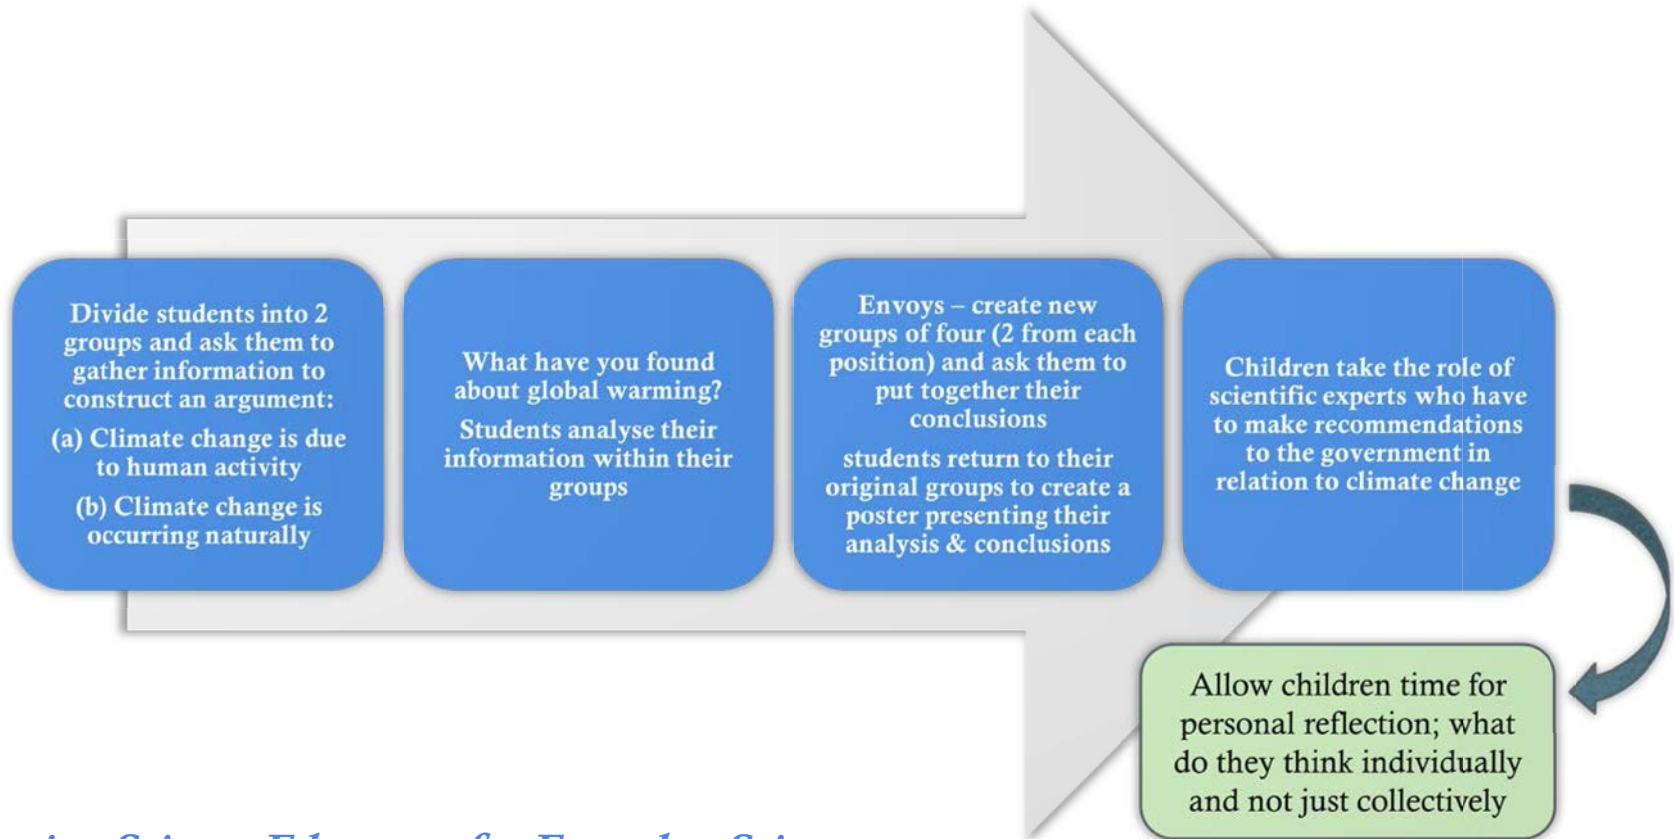 Divide students into 2
groups and ask them to
gather information to
construct an argument:
(a) Climate change is due
to human activity
(b) Climate change is
occurring naturally
What have you found
about global warming?
Students analyse their
information within their
groups
Envoys – create new
groups of four (2 from each
position) and ask them to
put together their
conclusions
students return to their
original groups to create a
poster presenting their
analysis & conclusions
Children take the role of
scientific experts who have
to make recommendations
to the government in
relation to climate change
Allow children time for
personal reflection; what
do they think individually
and not just collectively